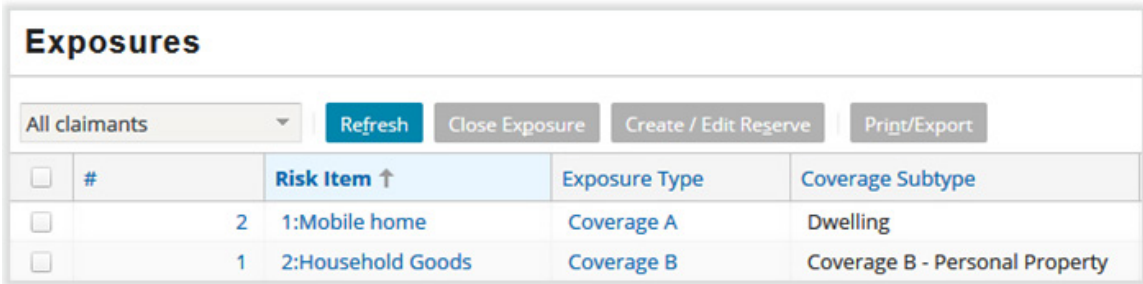 Exposures
All claimants Refresh Close Exposure Create / Edit Reserve Print/Export
# Risk Item ↑ Exposure Type Coverage Subtype
2 1:Mobile home Coverage A Dwelling
1 2:Household Goods Coverage B Coverage B - Personal Property